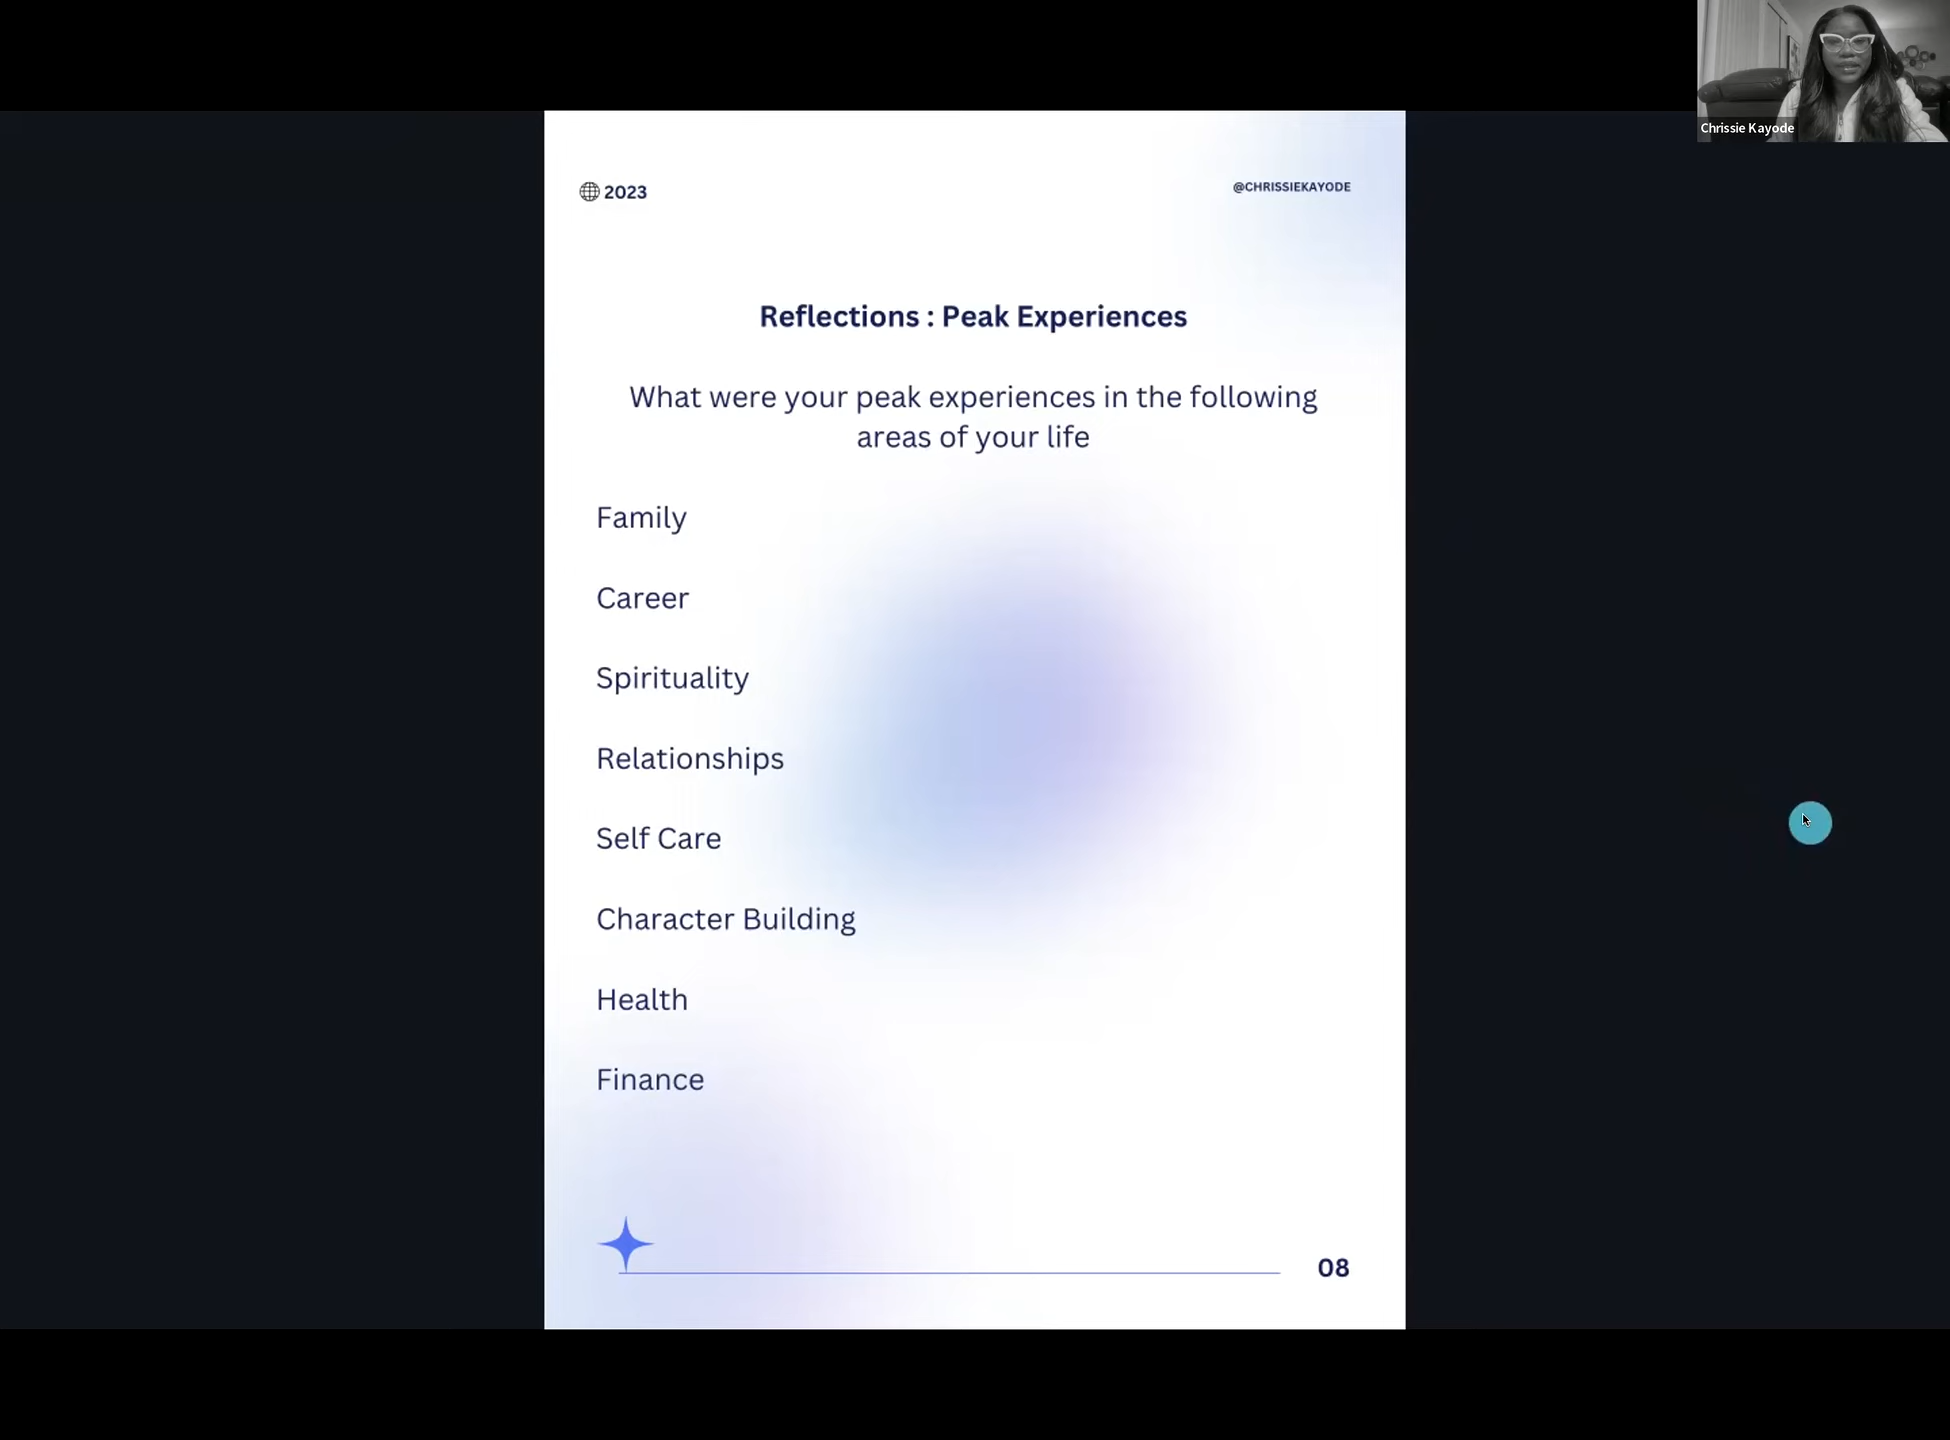 Chrissie Kayode
2023
@CHRISSIEKAYODE
Reflections : Peak Experiences
What were your peak experiences in the following
areas of your life
Family
Career
Spirituality
Relationships
Self Care
Character Building
Health
Finance
08